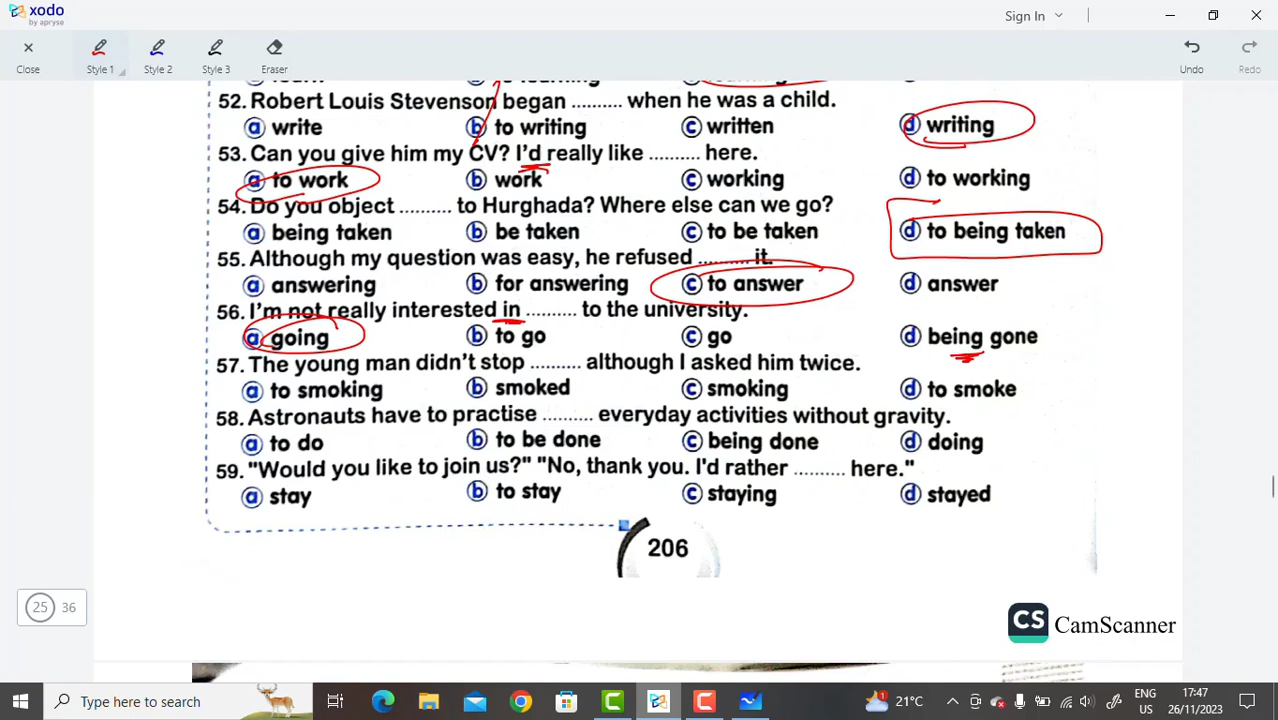 xodo
by apryse
Sign In
Close
Style 1
Style 2
Style 3
Eraser
Undo
Redo
52. Robert Louis Stevenson began .......... when he was a child.
a write b to writing c written d writing
53. Can you give him my CV? I'd really like .......... here.
a to work b work c working d to working
54. Do you object .......... to Hurghada? Where else can we go?
a being taken b be taken c to be taken d to being taken
55. Although my question was easy, he refused .......... it.
a answering b for answering c to answer d answer
56. I'm not really interested in .......... to the university.
a going b to go c go d being gone
57. The young man didn't stop .......... although I asked him twice.
a to smoking b smoked c smoking d to smoke
58. Astronauts have to practise .......... everyday activities without gravity.
a to do b to be done c being done d doing
59. "Would you like to join us?" "No, thank you. I'd rather .......... here."
a stay b to stay c staying d stayed
206
25 36
CS CamScanner
Type here to search
1
21°C
ENG
17:47
26/11/2023